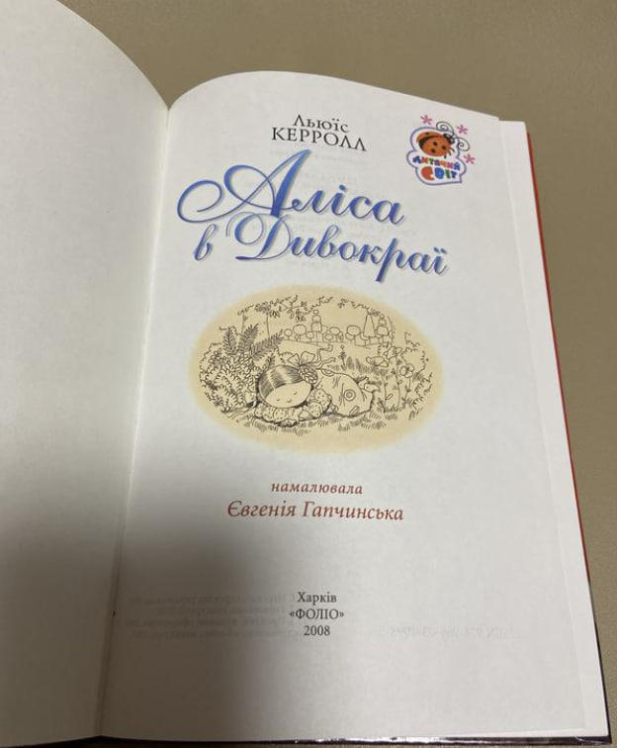 Льюїс
КЕРРОЛЛ
ДИТЯЧИЙ
СВІТ
Аліса
в Дивокраї
намалювала
Євгенія Гапчинська
Харків
«ФОЛІО»
2008